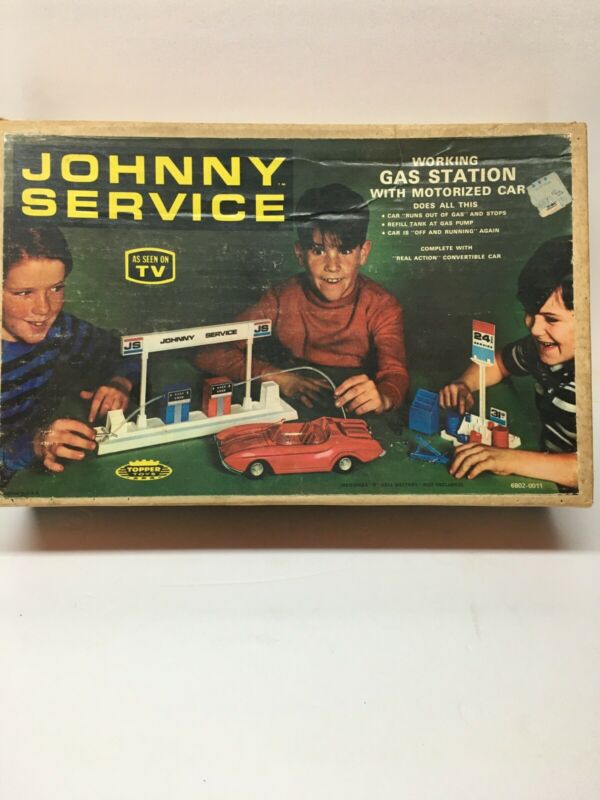 JOHNNY
SERVICE™
AS SEEN ON
TV
WORKING
GAS STATION
WITH MOTORIZED CAR
DOES ALL THIS
• CAR "RUNS OUT OF GAS" AND STOPS
• REFILL TANK AT GAS PUMP
• CAR IS "OFF AND RUNNING" AGAIN
COMPLETE WITH
"REAL ACTION" CONVERTIBLE CAR
JS JOHNNY SERVICE JS
24
SERVICE
31
TOPPER
TOYS
6802-0011